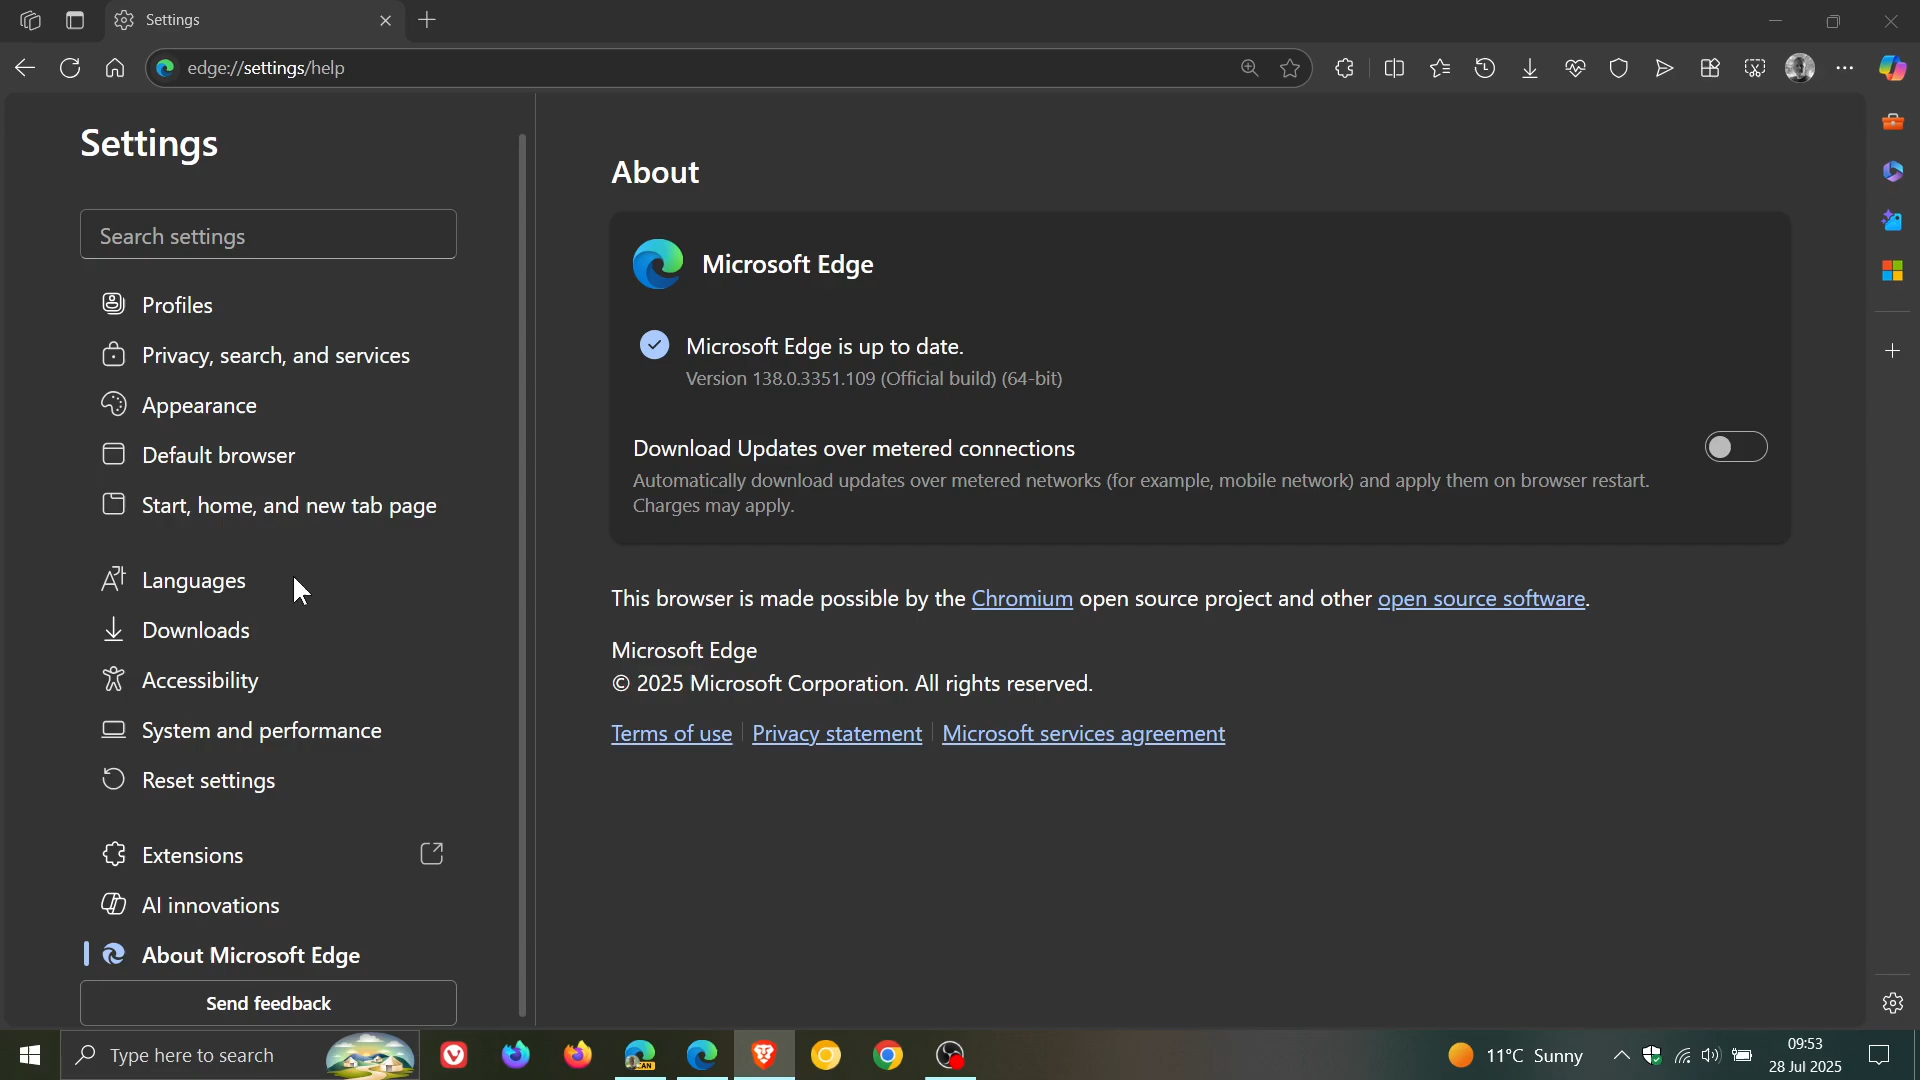 Settings
edge://settings/help
Settings
Search settings
Profiles
Privacy, search, and services
Appearance
Default browser
Start, home, and new tab page
Languages
Downloads
Accessibility
System and performance
Reset settings
Extensions
AI innovations
About Microsoft Edge
Send feedback
About
Microsoft Edge
Microsoft Edge is up to date.
Version 138.0.3351.109 (Official build) (64-bit)
Download Updates over metered connections
Automatically download updates over metered networks (for example, mobile network) and apply them on browser restart.
Charges may apply.
This browser is made possible by the Chromium open source project and other open source software.
Microsoft Edge
© 2025 Microsoft Corporation. All rights reserved.
Terms of use
Privacy statement
Microsoft services agreement
Type here to search
CAN
11°C Sunny
09:53
28 Jul 2025